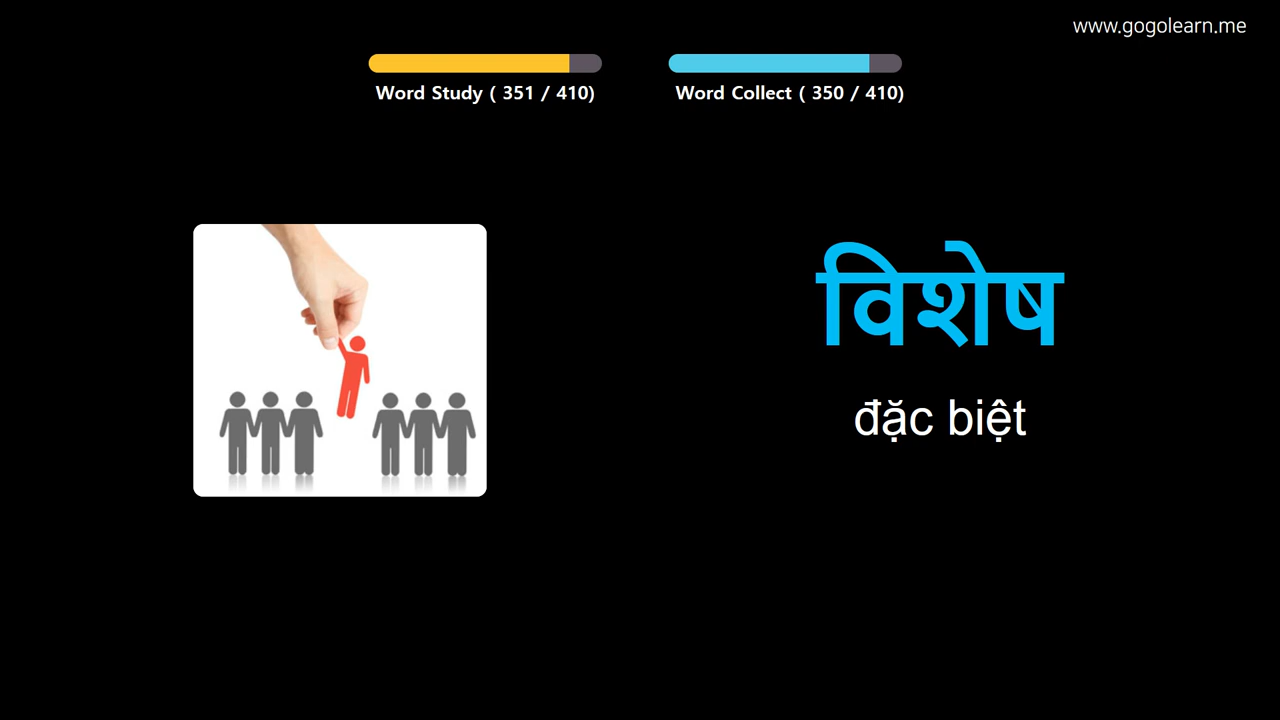 www.gogolearn.me
Word Study ( 351 / 410)
Word Collect ( 350 / 410)
विशेष
đặc biệt